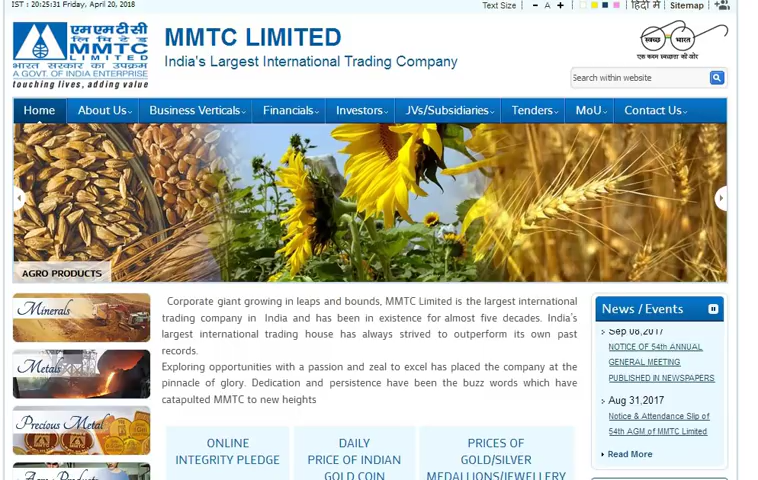 IST : 20:25:31 Friday, April 20, 2018
Text Size - A + हिंदी में Sitemap
एमएमटीसी
लिमिटेड
MMTC
LIMITED
भारत सरकार का उपक्रम
A GOVT. OF INDIA ENTERPRISE
touching lives, adding value
MMTC LIMITED
India's Largest International Trading Company
स्वच्छ भारत
एक कदम स्वच्छता की ओर
Search within website
Home About Us Business Verticals Financials Investors JVs/Subsidiaries Tenders MoU Contact Us
AGRO PRODUCTS
Minerals
Metals
Precious Metal
Agro Products
Corporate giant growing in leaps and bounds, MMTC Limited is the largest international
trading company in India and has been in existence for almost five decades. India's
largest international trading house has always strived to outperform its own past
records.
Exploring opportunities with a passion and zeal to excel has placed the company at the
pinnacle of glory. Dedication and persistence have been the buzz words which have
catapulted MMTC to new heights
ONLINE
INTEGRITY PLEDGE
DAILY
PRICE OF INDIAN
GOLD COIN
PRICES OF
GOLD/SILVER
MEDALLIONS/JEWELLERY
News / Events
Sep 08,2017
NOTICE OF 54th ANNUAL
GENERAL MEETING
PUBLISHED IN NEWSPAPERS
Aug 31,2017
Notice & Attendance Slip of
54th AGM of MMTC Limited
Read More